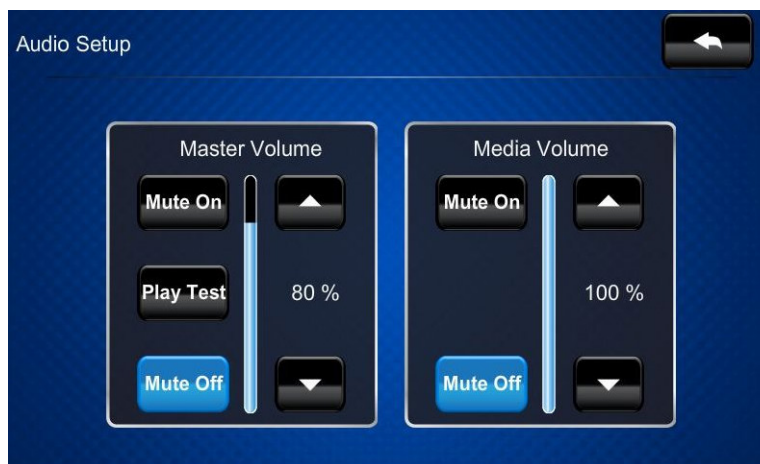 Audio Setup
Master Volume
Mute On
Play Test
80 %
Mute Off
Media Volume
Mute On
100 %
Mute Off